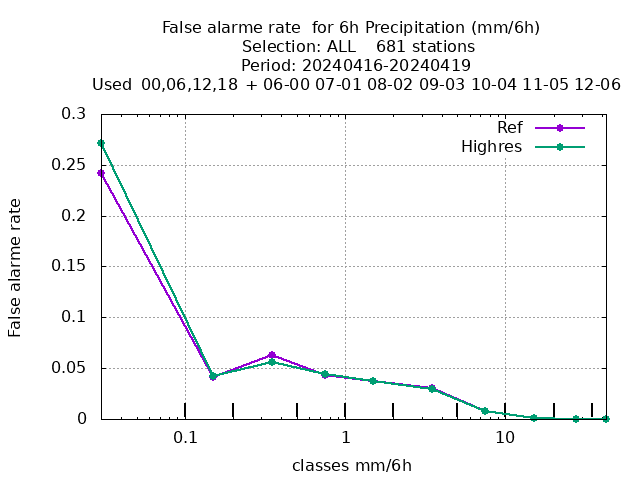 False alarme rate  for 6h Precipitation (mm/6h)
Selection: ALL    681 stations
Period: 20240416-20240419
Used  00,06,12,18  + 06-00 07-01 08-02 09-03 10-04 11-05 12-06
Ref
Highres
0.3
0.25
0.2
0.15
0.1
0.05
0
False alarme rate
0.1
1
10
classes mm/6h